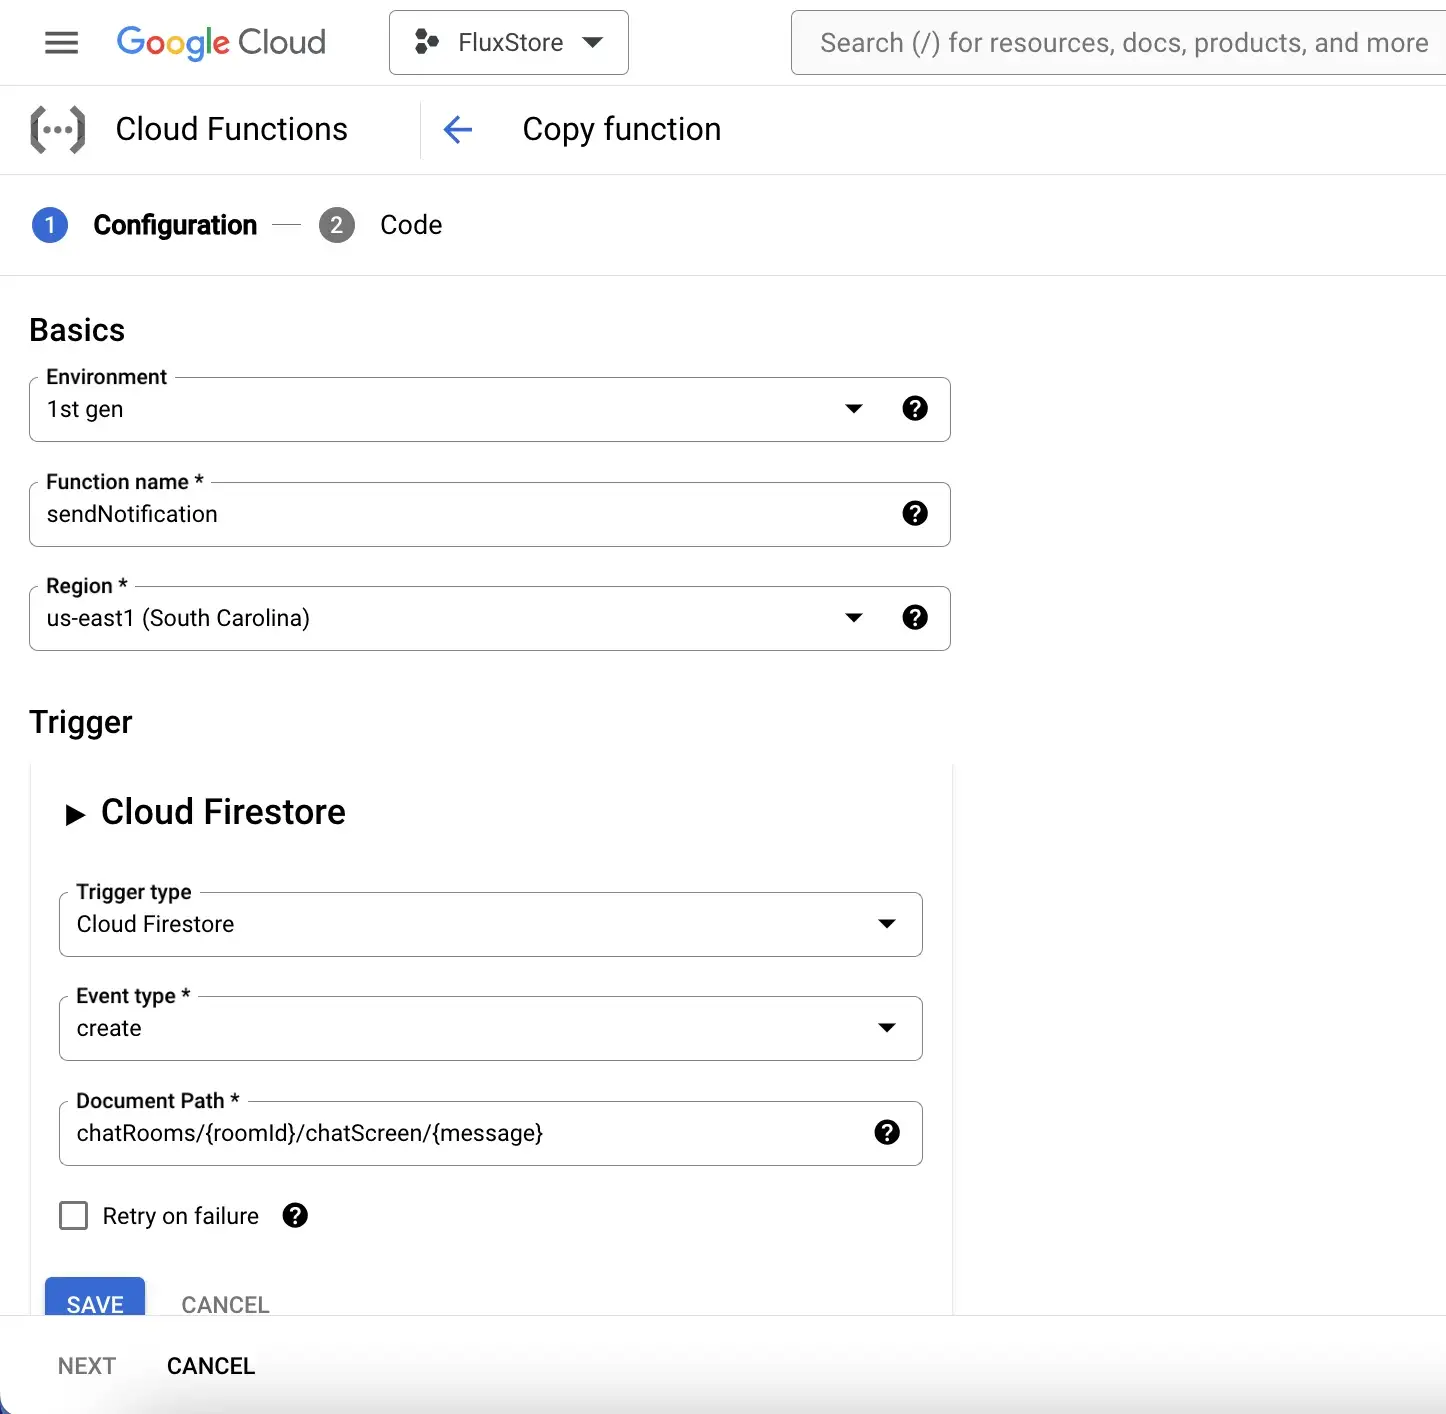 Google Cloud
FluxStore
Search (/) for resources, docs, products, and more
(...) Cloud Functions
Copy function
1 Configuration — 2 Code
Basics
Environment
1st gen
?
Function name *
sendNotification
?
Region *
us-east1 (South Carolina)
?
Trigger
Cloud Firestore
Trigger type
Cloud Firestore
Event type *
create
Document Path *
chatRooms/{roomId}/chatScreen/{message}
?
Retry on failure ?
SAVE CANCEL
NEXT CANCEL